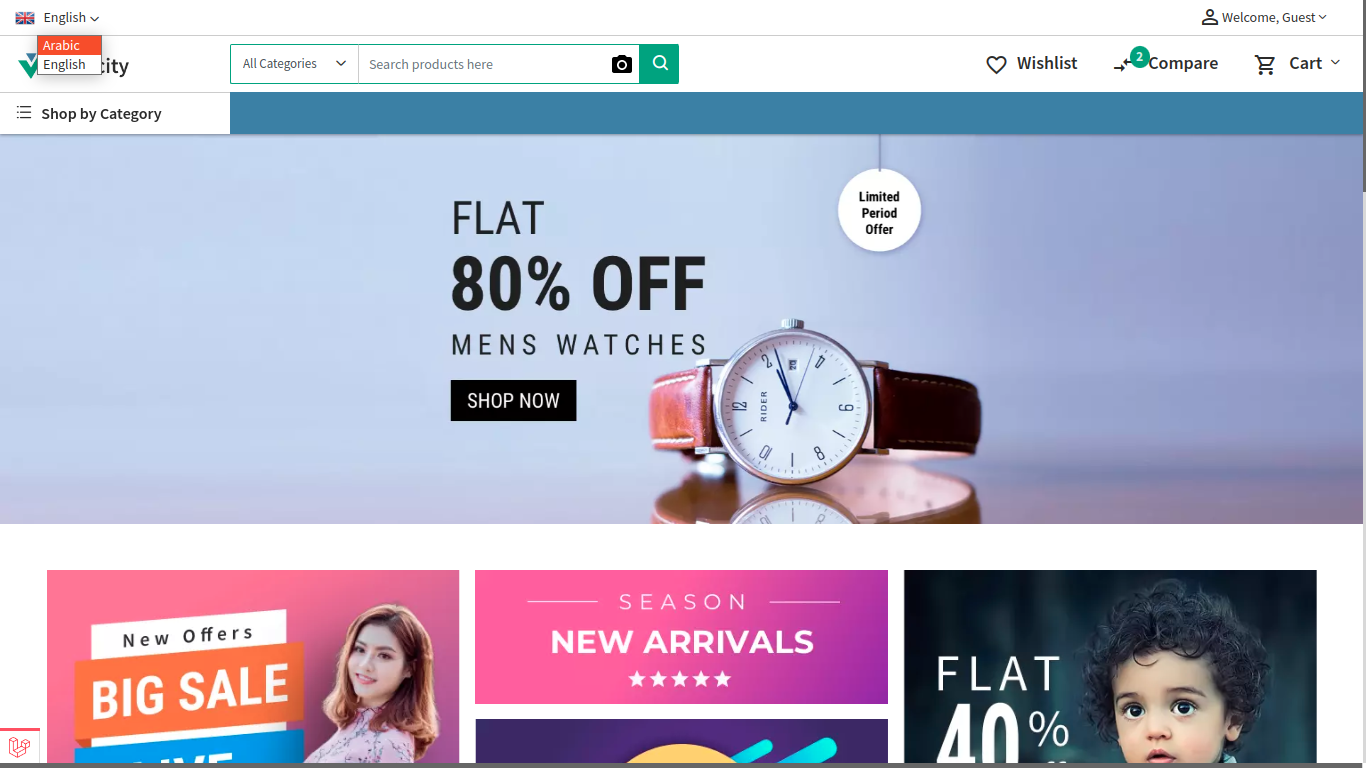 English
Welcome, Guest
Arabic
English
city
All Categories
Search products here
Wishlist
2
Compare
Cart
Shop by Category
Limited
Period
Offer
FLAT
80% OFF
MENS WATCHES
SHOP NOW
RIDER
SEASON
NEW ARRIVALS
New Offers
BIG SALE
FLAT
40%